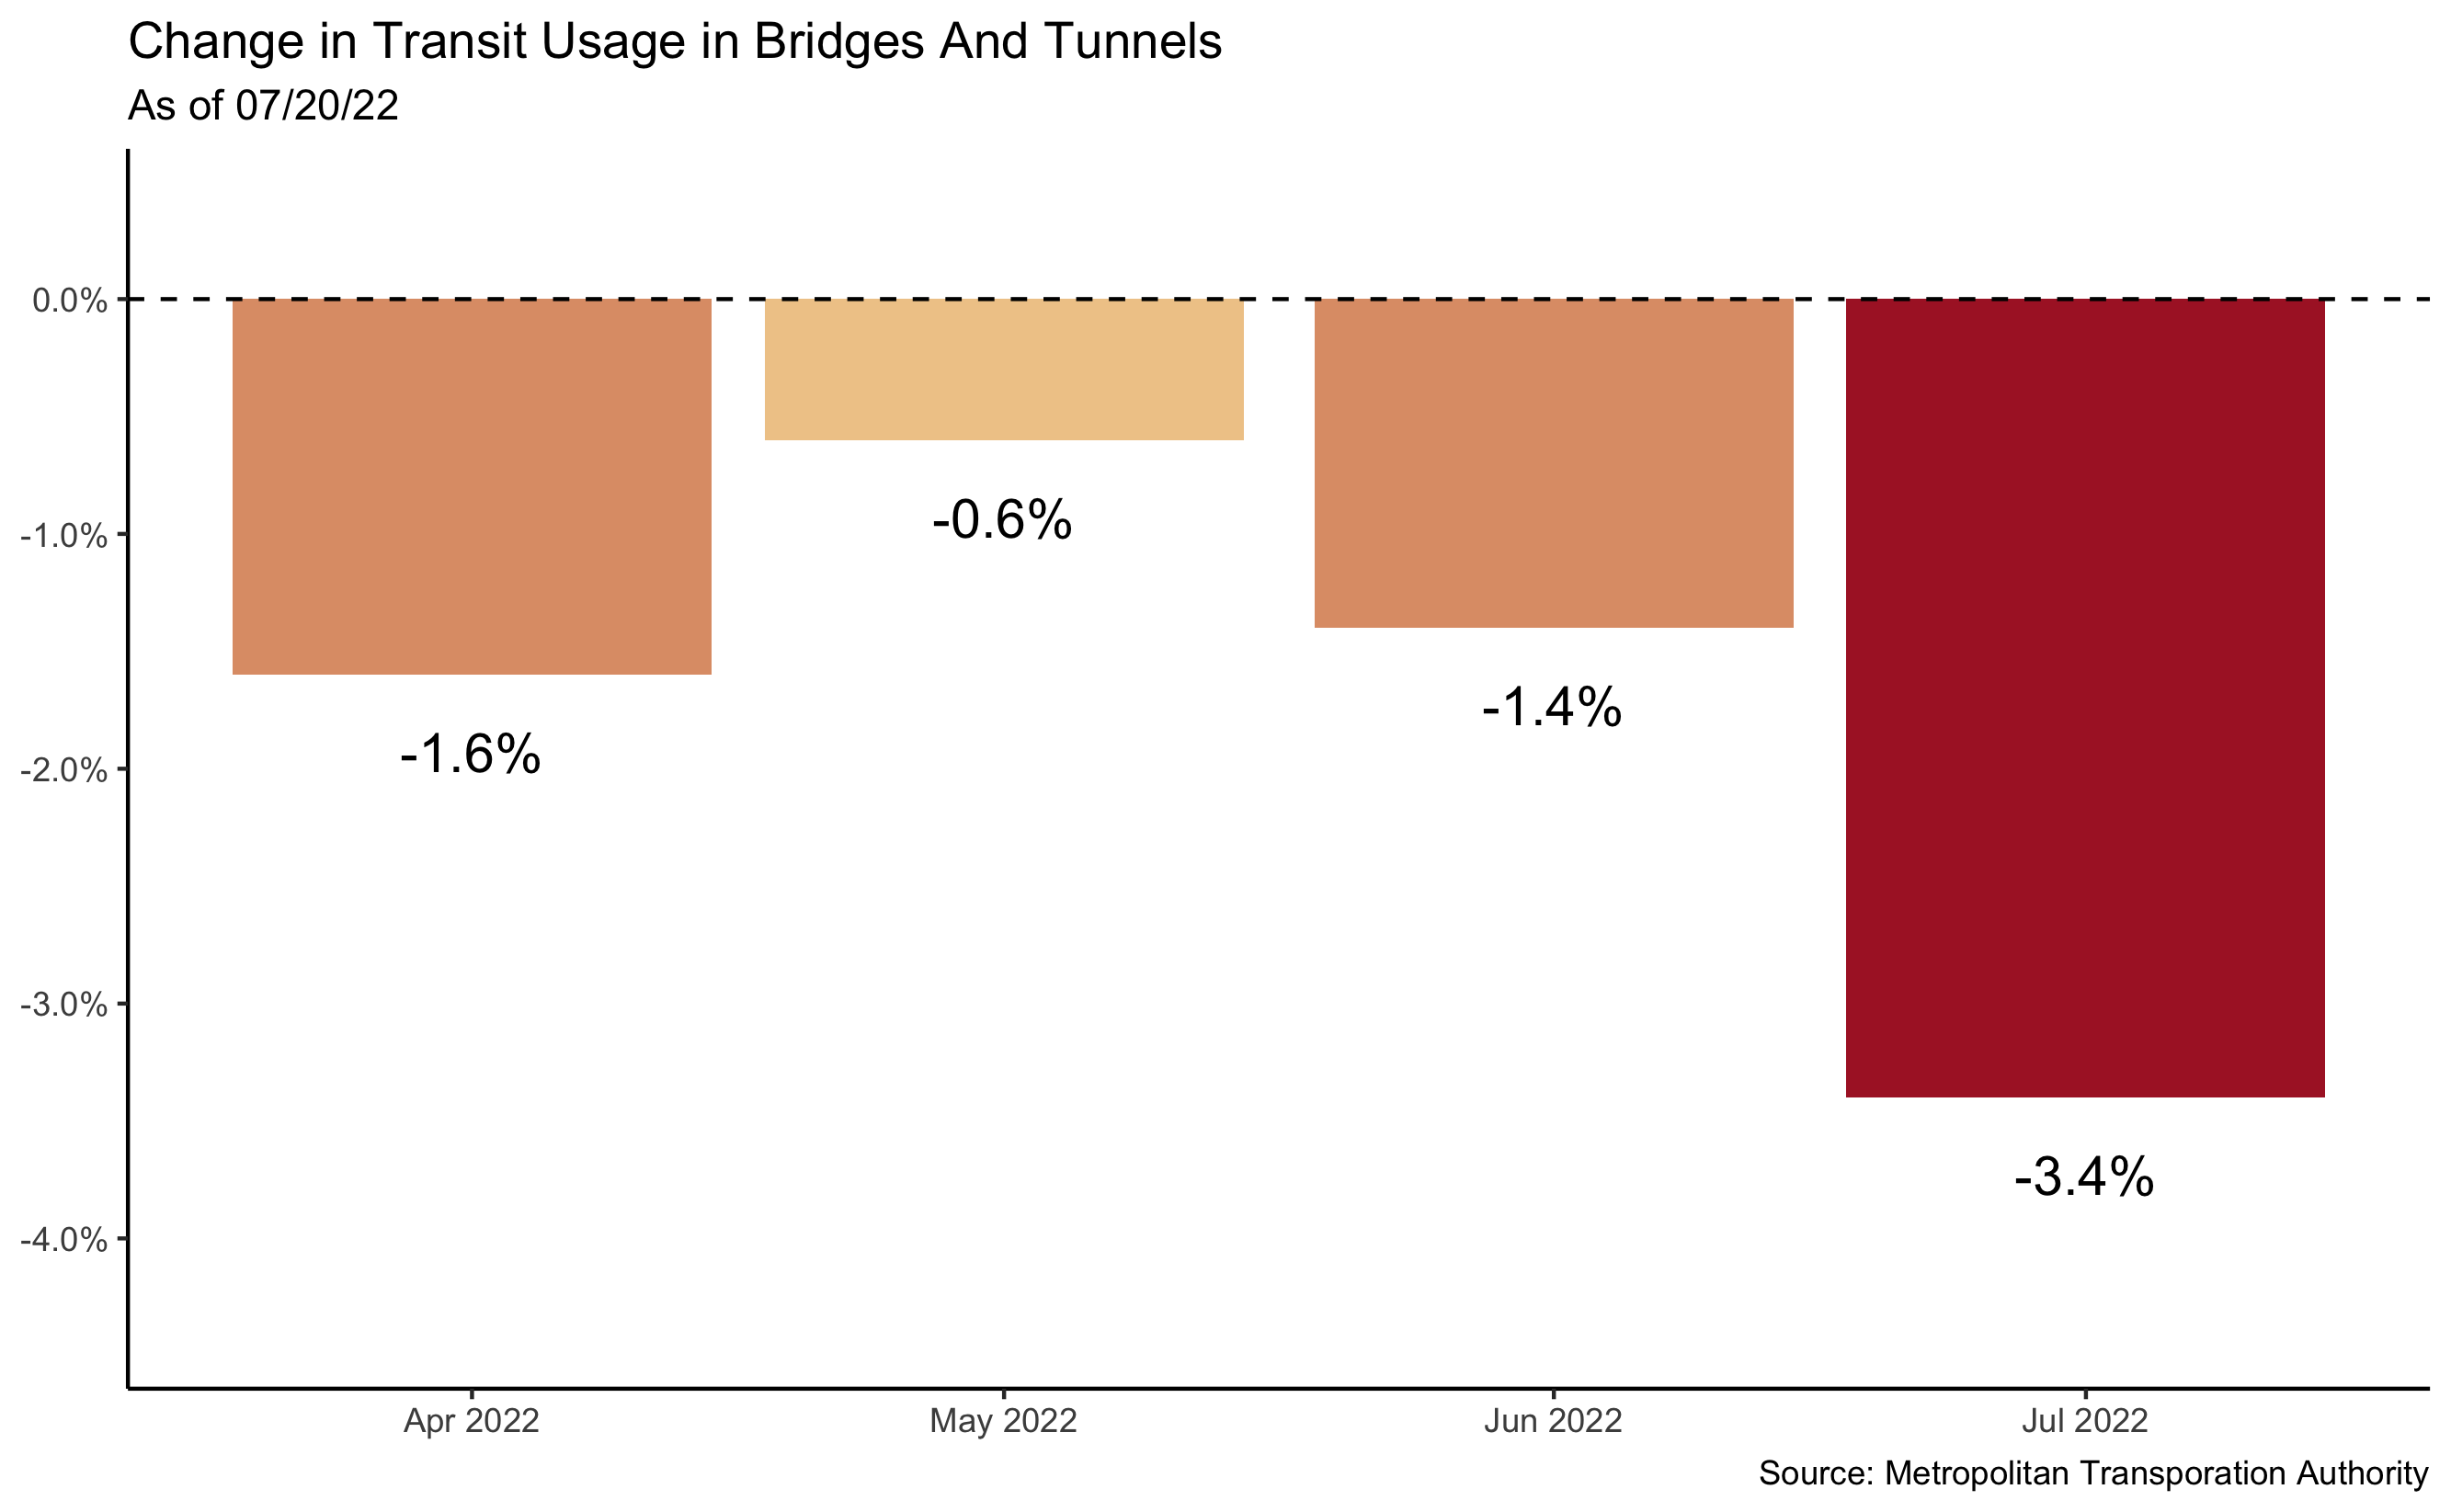 Change in Transit Usage in Bridges And Tunnels
As of 07/20/22
0.0%
-1.0%
-2.0%
-3.0%
-4.0%
-1.6%
-0.6%
-1.4%
-3.4%
Apr 2022
May 2022
Jun 2022
Jul 2022
Source: Metropolitan Transporation Authority